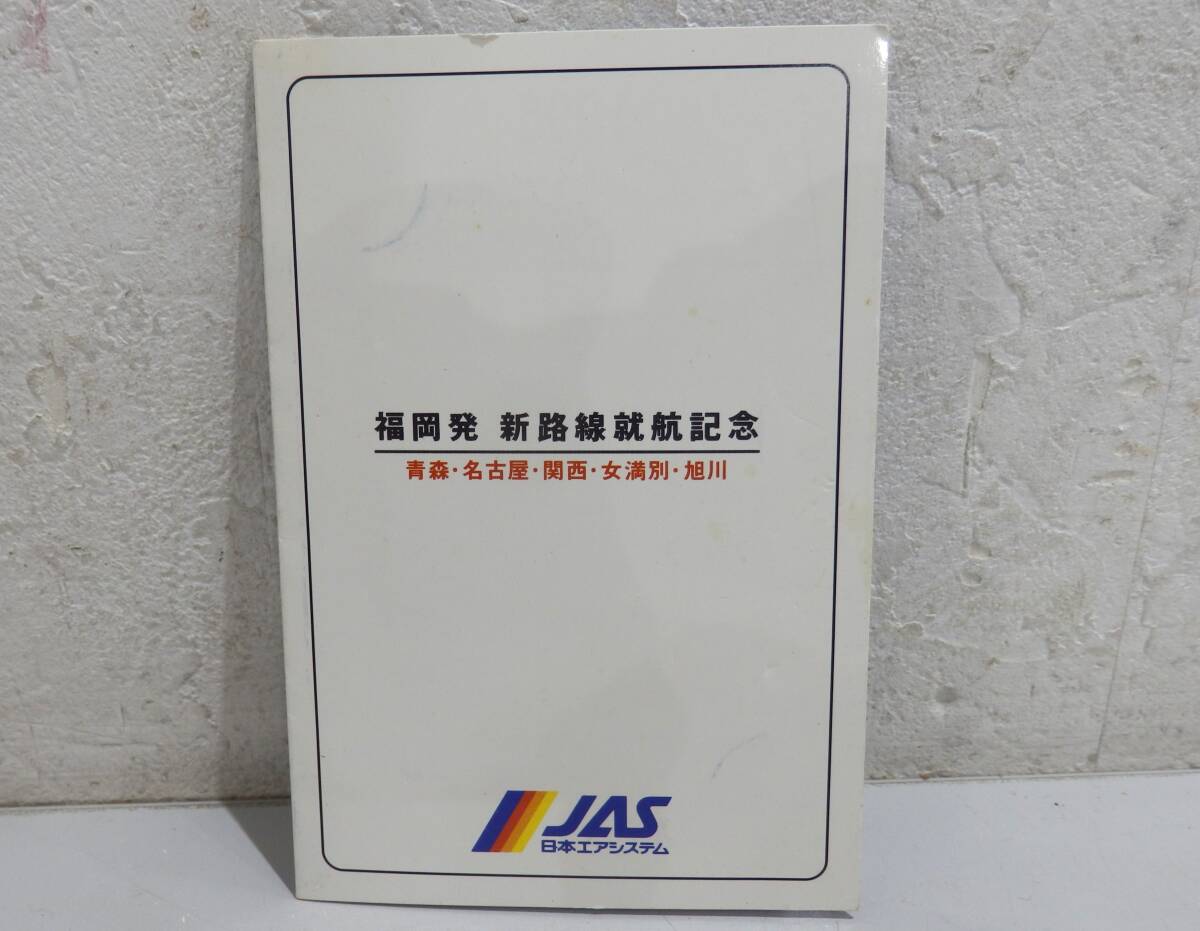 福岡発 新路線就航記念
青森・名古屋・関西・女満別・旭川
JAS
日本エアシステム